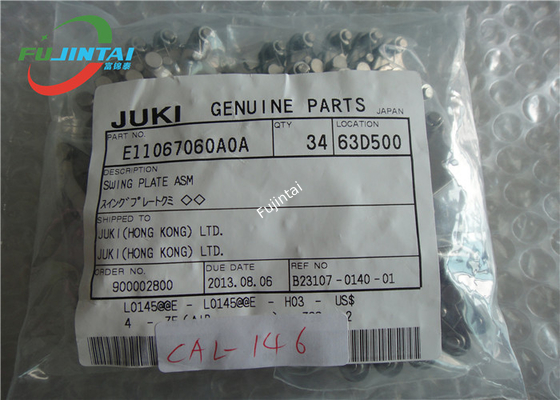 FUJINTAI
富锦泰
JUKI GENUINE PARTS JAPAN
PART NO. QTY LOCATION
E11067060A0A 34 63D500
DESCRIPTION
SWING PLATE ASM
スイングプレートクミ ◇◇
Fujintai
SHIPPED TO
JUKI(HONG KONG) LTD.
JUKI(HONG KONG) LTD.
ORDER NO. DUE DATE REF NO
900002800 2013.08.06 B23107-0140-01
L0145@@E - L0145@@E - H03 - US$
CAL-146